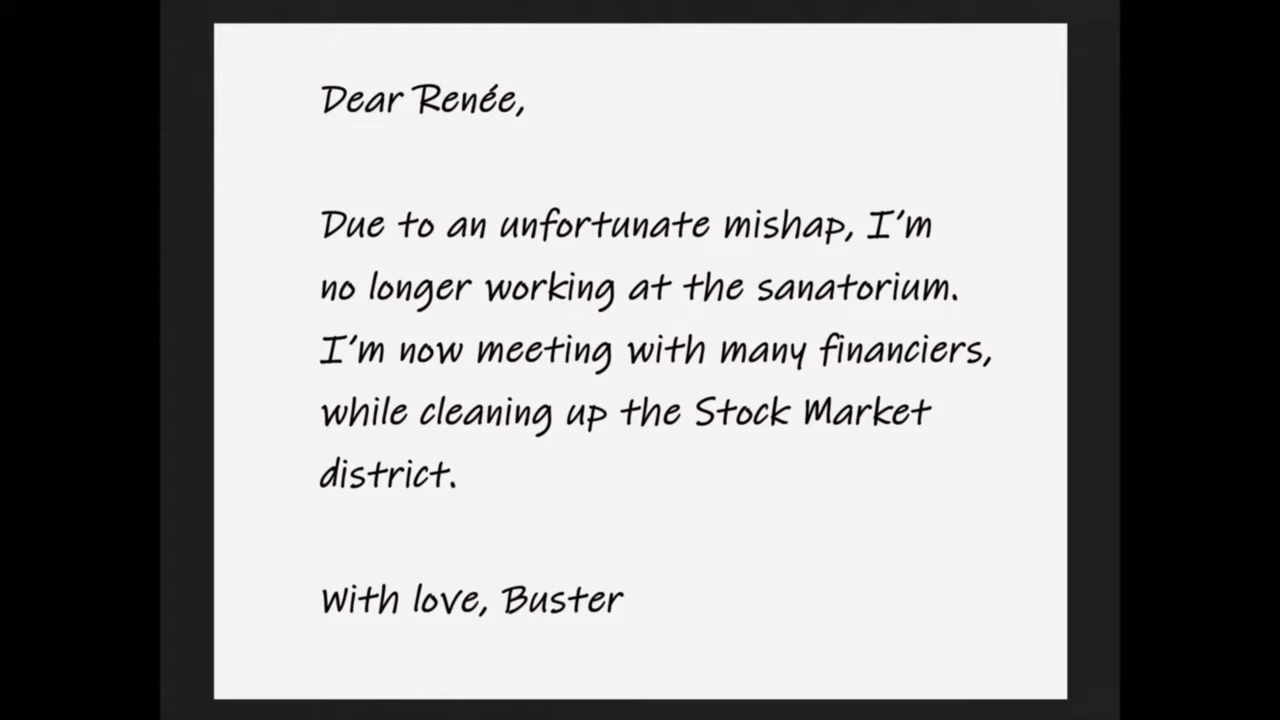 Dear Renée,
Due to an unfortunate mishap, I'm
no longer working at the sanatorium.
I'm now meeting with many financiers,
while cleaning up the Stock Market
district.
With love, Buster